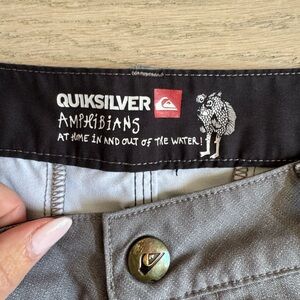 QUIKSILVER
AMPHIBIANS
AT HOME IN AND OUT OF THE WATER!